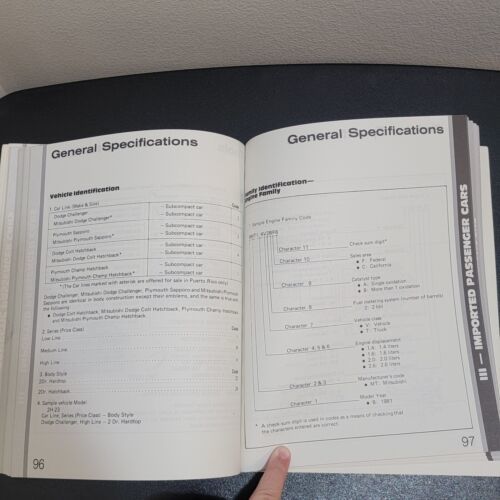 General Specifications
Vehicle Identification
1. Car Line (Make & Size)
Code
Dodge Challenger
Mitsubishi Dodge Challenger*
– Subcompact car
– Subcompact car
Plymouth Sapporo
Mitsubishi Plymouth Sapporo*
– Subcompact car
– Subcompact car
Dodge Colt Hatchback
Mitsubishi Dodge Colt Hatchback*
– Subcompact car
– Subcompact car
Plymouth Champ Hatchback
Mitsubishi Plymouth Champ Hatchback*
– Subcompact car
– Subcompact car
*(The Car lines marked with asterisk are offered for sale in Puerto Rico only)
Dodge Challenger, Mitsubishi Dodge Challenger, Plymouth Sapporo and Mitsubishi Plymouth
Sapporo are identical in body construction except their emblems, and the same is true
the following.
● Dodge Colt Hatchback, Mitsubishi Dodge Colt Hatchback, Plymouth Champ Hatchback
and Mitsubishi Plymouth Champ Hatchback
2. Series (Price Class)
Code
Low Line
Medium Line
High Line
3. Body Style
Code
2Dr. Hardtop
2Dr. Hatchback
4. Sample vehicle Model:
2H 23
Car Line, Series (Price Class) – Body Style
Dodge Challenger, High Line – 2 Dr. Hardtop
96
General Specifications
Family Identification—
Engine Family
Sample Engine Family Code
Character 11
Check sum digit*
Character 10
Sales area
● F: Federal
● C: California
Character 9
Catalyst type
● A: Single oxidation
● B: More than 1 oxidation
Character 8
Fuel metering system (number of barrels)
2: 2-bbl
Character 7
Vehicle class
● V: Vehicle
● T: Truck
Character 4, 5 & 6
Engine displacement
● 1.4: 1.4 liters
● 1.6: 1.6 liters
● 2.0: 2.0 liters
● 2.6: 2.6 liters
Character 2 & 3
Manufacturer's code
● MT: Mitsubishi
Character 1
Model Year
● B: 1981
* A check-sum digit is used in codes as a means of checking that
the characters entered are correct.
97
III — IMPORTED PASSENGER CARS